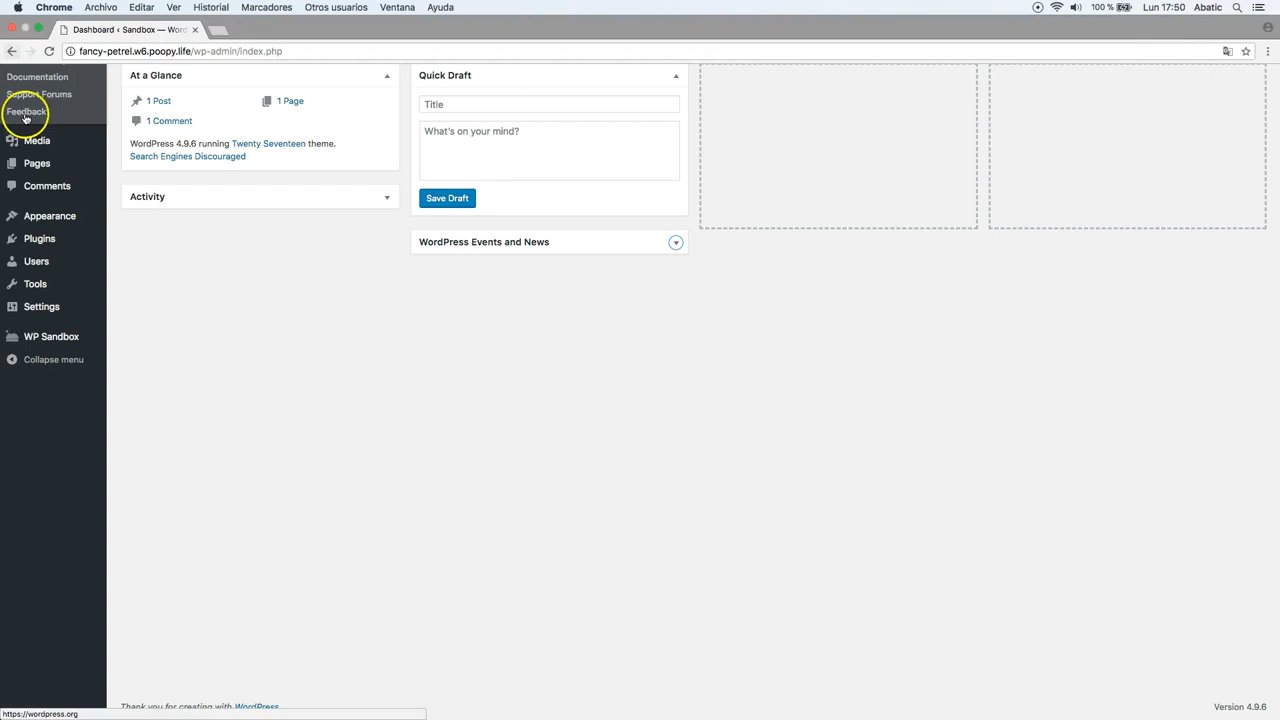 Chrome Archivo Editar Ver Historial Marcadores Otros usuarios Ventana Ayuda 100 % Lun 17:50 Abatic
Dashboard ‹ Sandbox — Word
fancy-petrel.w6.poopy.life/wp-admin/index.php
Documentation
Support Forums
Feedback
Media
Pages
Comments
Appearance
Plugins
Users
Tools
Settings
WP Sandbox
Collapse menu
At a Glance
1 Post 1 Page
1 Comment
WordPress 4.9.6 running Twenty Seventeen theme.
Search Engines Discouraged
Activity
Quick Draft
Title
What's on your mind?
Save Draft
WordPress Events and News
Thank you for creating with WordPress
Version 4.9.6
https://wordpress.org